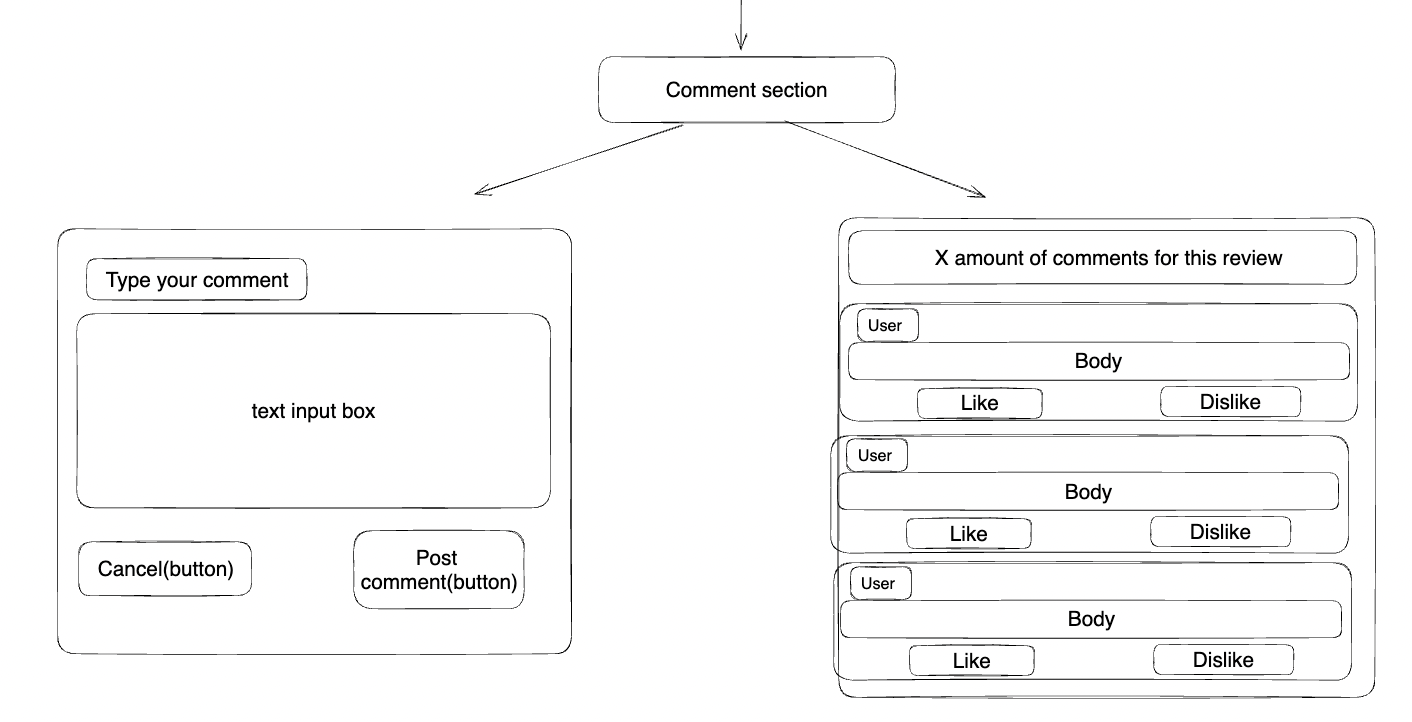 Comment section
Type your comment
text input box
Cancel(button)
Post
comment(button)
X amount of comments for this review
User
Body
Like
Dislike
User
Body
Like
Dislike
User
Body
Like
Dislike